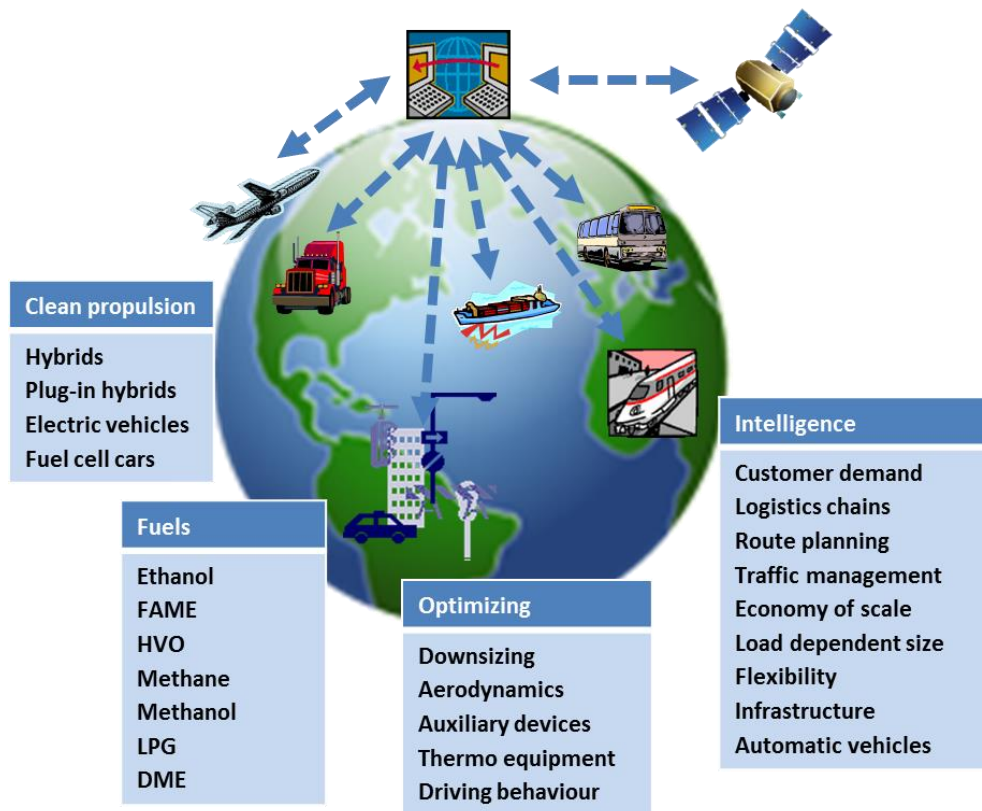 Clean propulsion
Hybrids
Plug-in hybrids
Electric vehicles
Fuel cell cars
Fuels
Ethanol
FAME
HVO
Methane
Methanol
LPG
DME
Optimizing
Downsizing
Aerodynamics
Auxiliary devices
Thermo equipment
Driving behaviour
Intelligence
Customer demand
Logistics chains
Route planning
Traffic management
Economy of scale
Load dependent size
Flexibility
Infrastructure
Automatic vehicles